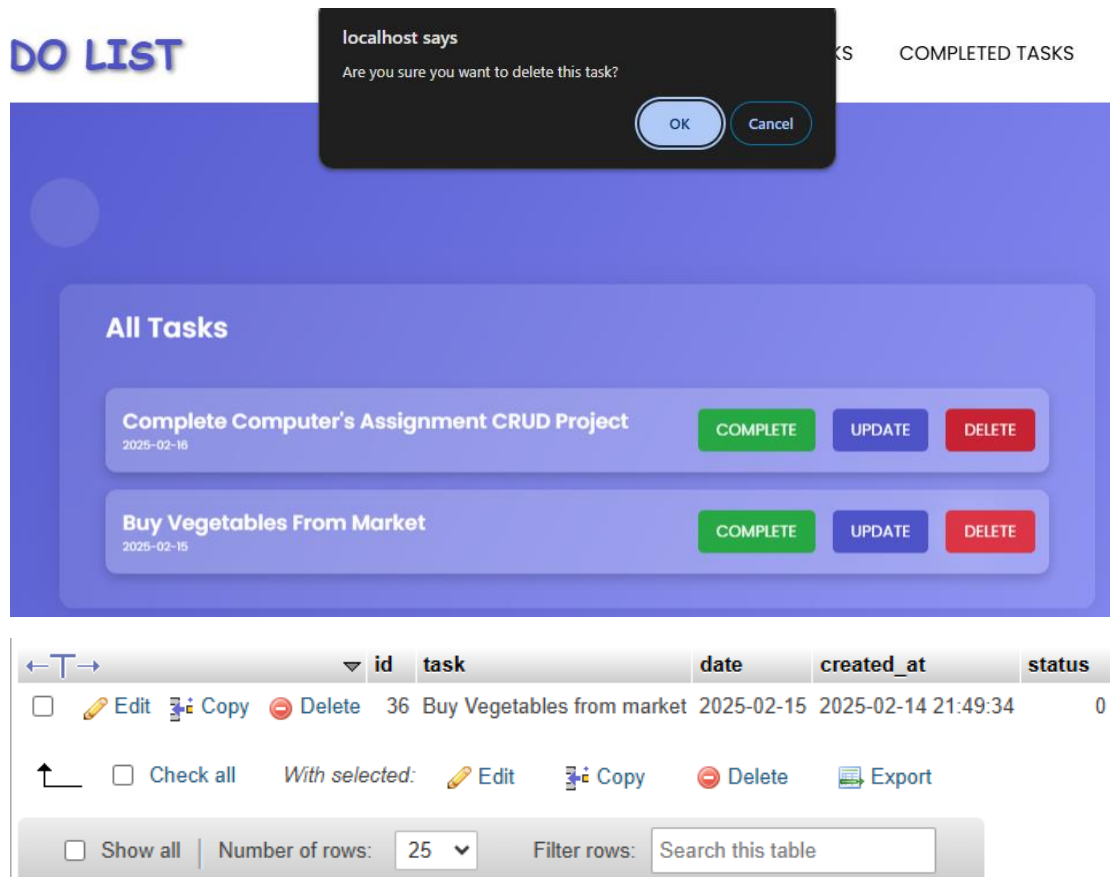 localhost says
Are you sure you want to delete this task?
OK Cancel
DO LIST KS COMPLETED TASKS
All Tasks
Complete Computer's Assignment CRUD Project COMPLETE UPDATE DELETE
2025-02-16
Buy Vegetables From Market COMPLETE UPDATE DELETE
2025-02-15
id task date created_at status
Edit Copy Delete 36 Buy Vegetables from market 2025-02-15 2025-02-14 21:49:34 0
Check all With selected: Edit Copy Delete Export
Show all Number of rows: 25 Filter rows: Search this table